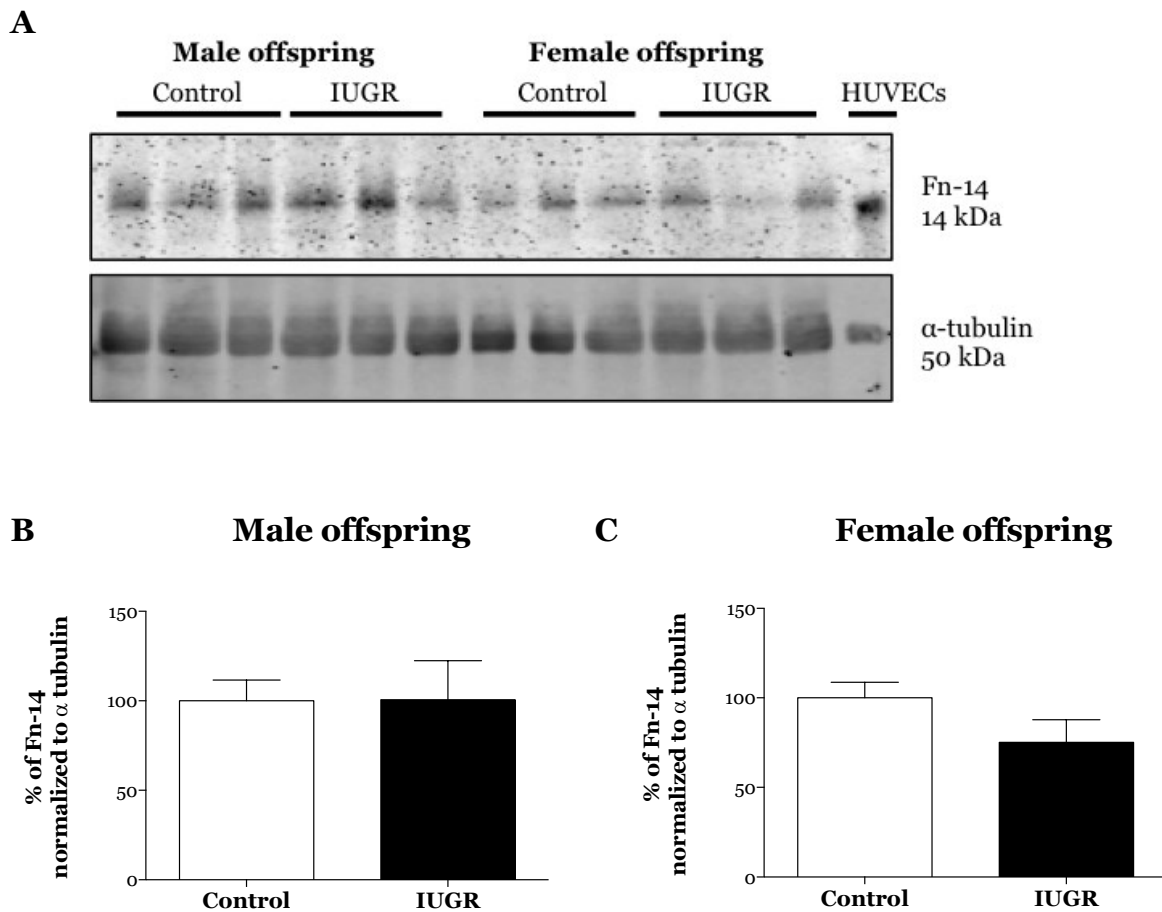 A
Male offspring Female offspring
Control IUGR Control IUGR HUVECs
Fn-14
14 kDa
α-tubulin
50 kDa
B Male offspring
% of Fn-14
normalized to α tubulin
150
100
50
0
Control IUGR
C Female offspring
% of Fn-14
normalized to α tubulin
150
100
50
0
Control IUGR